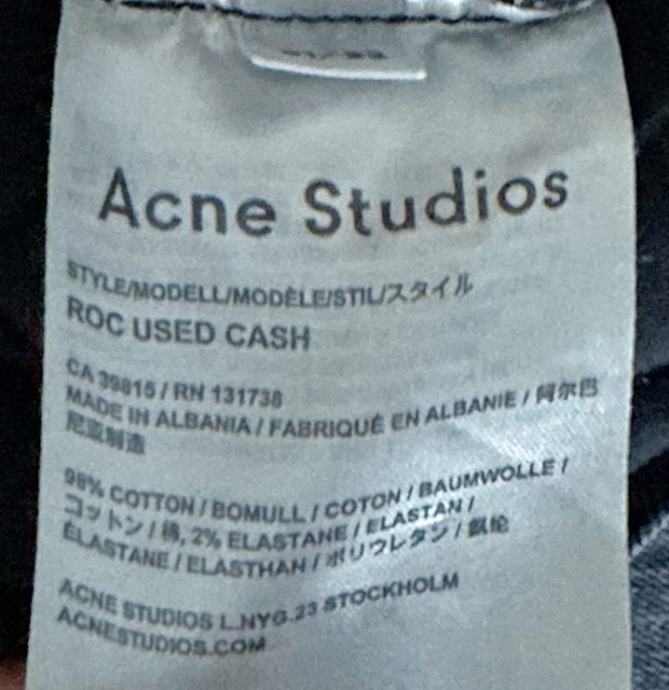 Acne Studios
STYLE/MODELL/MODÈLE/STIL/スタイル
ROC USED CASH
CA 39815 / RN 131738
MADE IN ALBANIA / FABRIQUÉ EN ALBANIE / 阿尔巴
尼亚制造
98% COTTON / BOMULL / COTON / BAUMWOLLE /
コットン / 棉, 2% ELASTANE / ELASTAN /
ÉLASTANE / ELASTHAN / ポリウレタン / 氨纶
ACNE STUDIOS L.NYG.23 STOCKHOLM
ACNESTUDIOS.COM